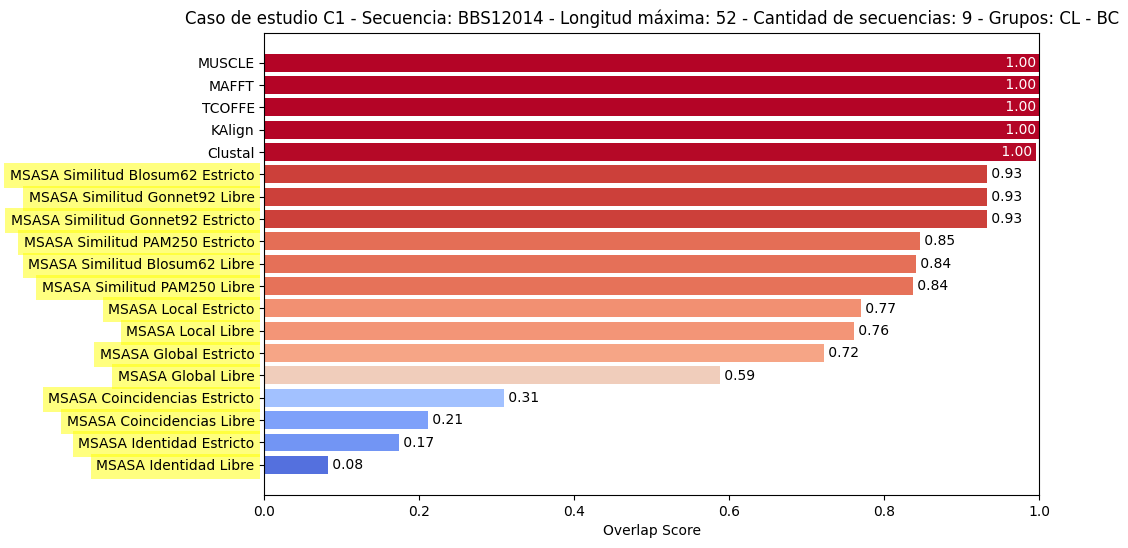 Caso de estudio C1 - Secuencia: BBS12014 - Longitud máxima: 52 - Cantidad de secuencias: 9 - Grupos: CL - BC
MUSCLE 1.00
MAFFT 1.00
TCOFFE 1.00
KAlign 1.00
Clustal 1.00
MSASA Similitud Blosum62 Estricto 0.93
MSASA Similitud Gonnet92 Libre 0.93
MSASA Similitud Gonnet92 Estricto 0.93
MSASA Similitud PAM250 Estricto 0.85
MSASA Similitud Blosum62 Libre 0.84
MSASA Similitud PAM250 Libre 0.84
MSASA Local Estricto 0.77
MSASA Local Libre 0.76
MSASA Global Estricto 0.72
MSASA Global Libre 0.59
MSASA Coincidencias Estricto 0.31
MSASA Coincidencias Libre 0.21
MSASA Identidad Estricto 0.17
MSASA Identidad Libre 0.08
0.0 0.2 0.4 0.6 0.8 1.0
Overlap Score